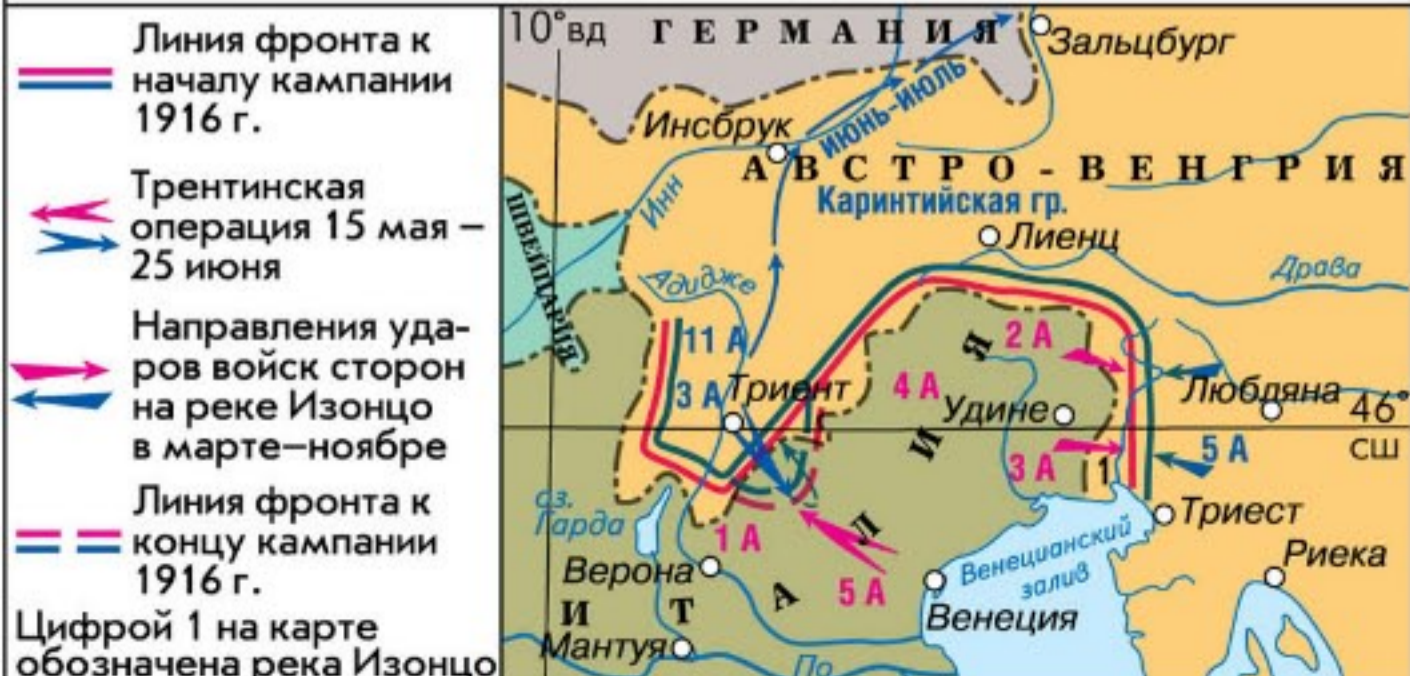 Линия фронта к
началу кампании
1916 г.
Трентинская
операция 15 мая –
25 июня
Направления уда-
ров войск сторон
на реке Изонцо
в марте–ноябре
Линия фронта к
концу кампании
1916 г.
Цифрой 1 на карте
обозначена река Изонцо
10° вд
ГЕРМАНИЯ
Зальцбург
июнь-июль
Инсбрук
АВСТРО-ВЕНГРИЯ
Инн
Каринтийская гр.
ШВЕЙЦАРИЯ
Лиенц
Адидже
Драва
11 А
2 А
3 А
Триент
4 А
Удине
Любляна
46°
сш
3 А
1
5 А
оз.
Гарда
1 А
Триест
Верона
5 А
Венецианский
залив
Риека
ИТАЛИЯ
Венеция
Мантуя
По